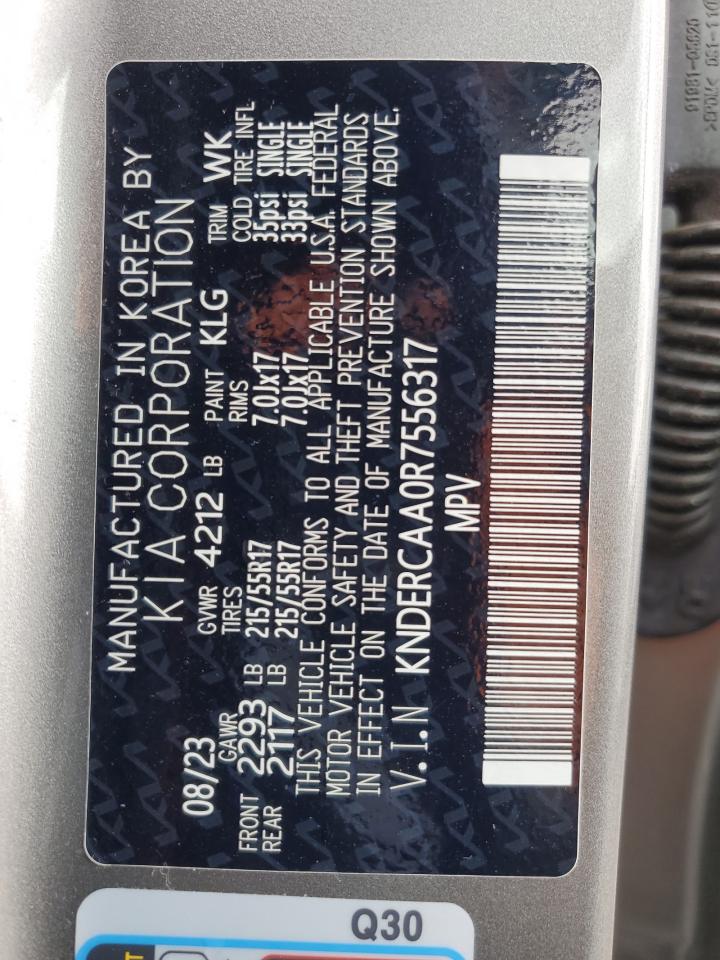 MANUFACTURED IN KOREA BY
KIA CORPORATION
08/23 GVWR 4212 LB PAINT KLG TRIM WK
GAWR TIRES RIMS COLD TIRE INFL
FRONT 2293 LB 215/55R17 7.0Jx17 35psi SINGLE
REAR 2117 LB 215/55R17 7.0Jx17 33psi SINGLE
THIS VEHICLE CONFORMS TO ALL APPLICABLE U.S.A. FEDERAL
MOTOR VEHICLE SAFETY AND THEFT PREVENTION STANDARDS
IN EFFECT ON THE DATE OF MANUFACTURE SHOWN ABOVE.
V.I.N KNDERCAA0R7556317
MPV
Q30